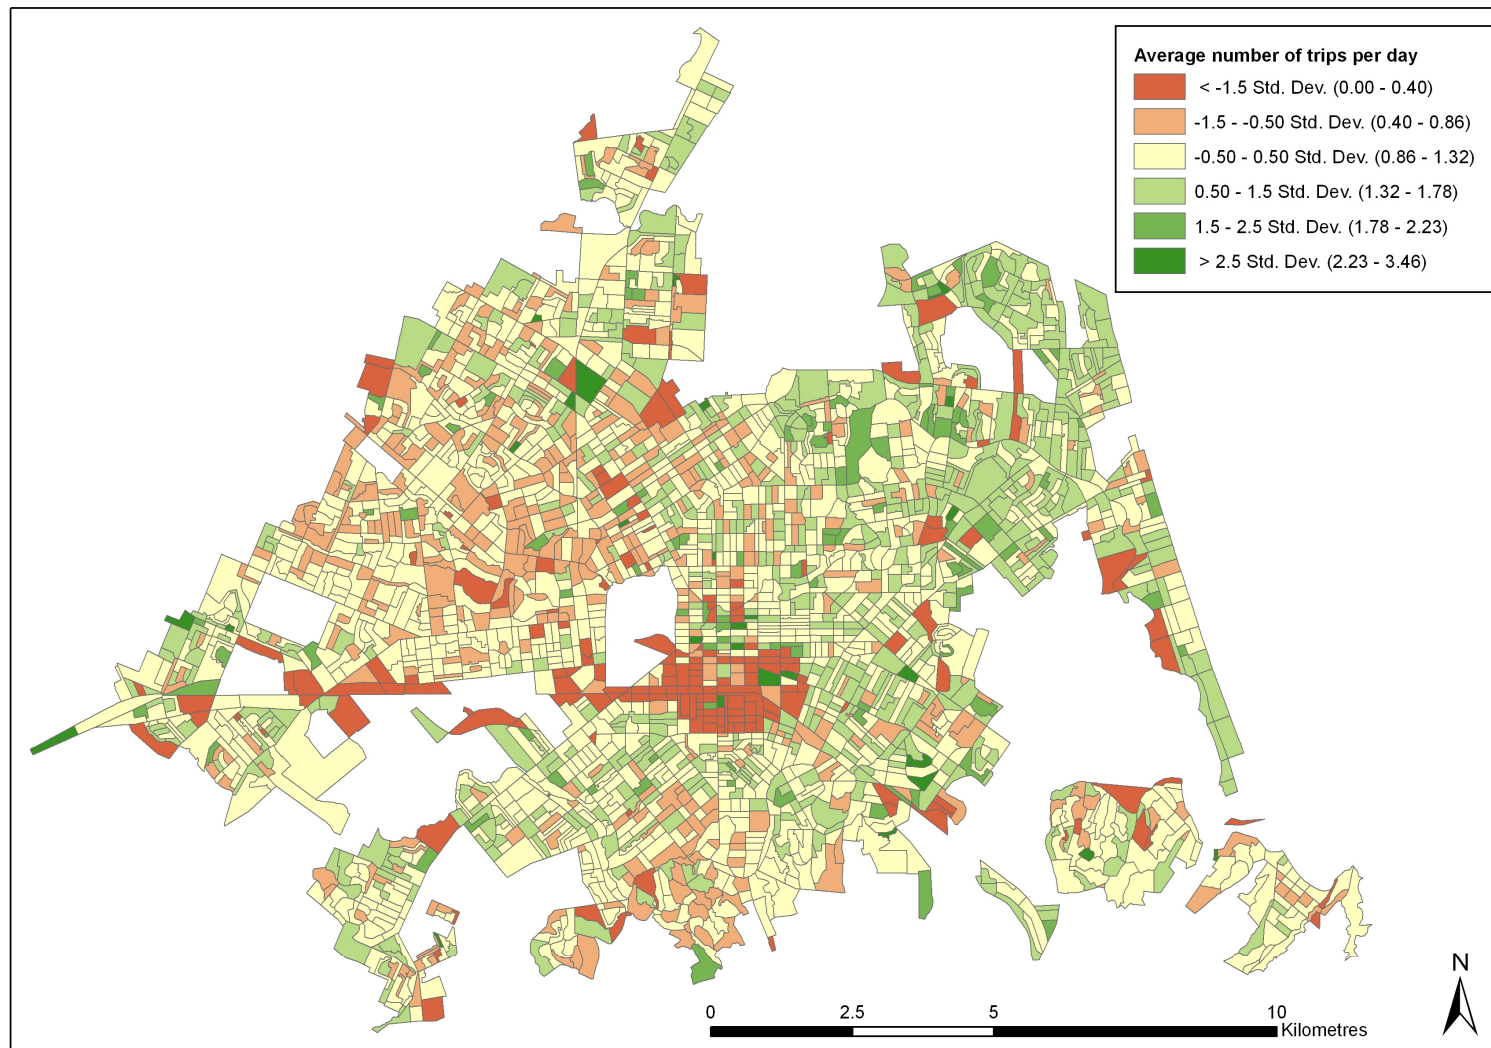 Average number of trips per day
< -1.5 Std. Dev. (0.00 - 0.40)
-1.5 - -0.50 Std. Dev. (0.40 - 0.86)
-0.50 - 0.50 Std. Dev. (0.86 - 1.32)
0.50 - 1.5 Std. Dev. (1.32 - 1.78)
1.5 - 2.5 Std. Dev. (1.78 - 2.23)
> 2.5 Std. Dev. (2.23 - 3.46)
N
0 2.5 5 10
Kilometres